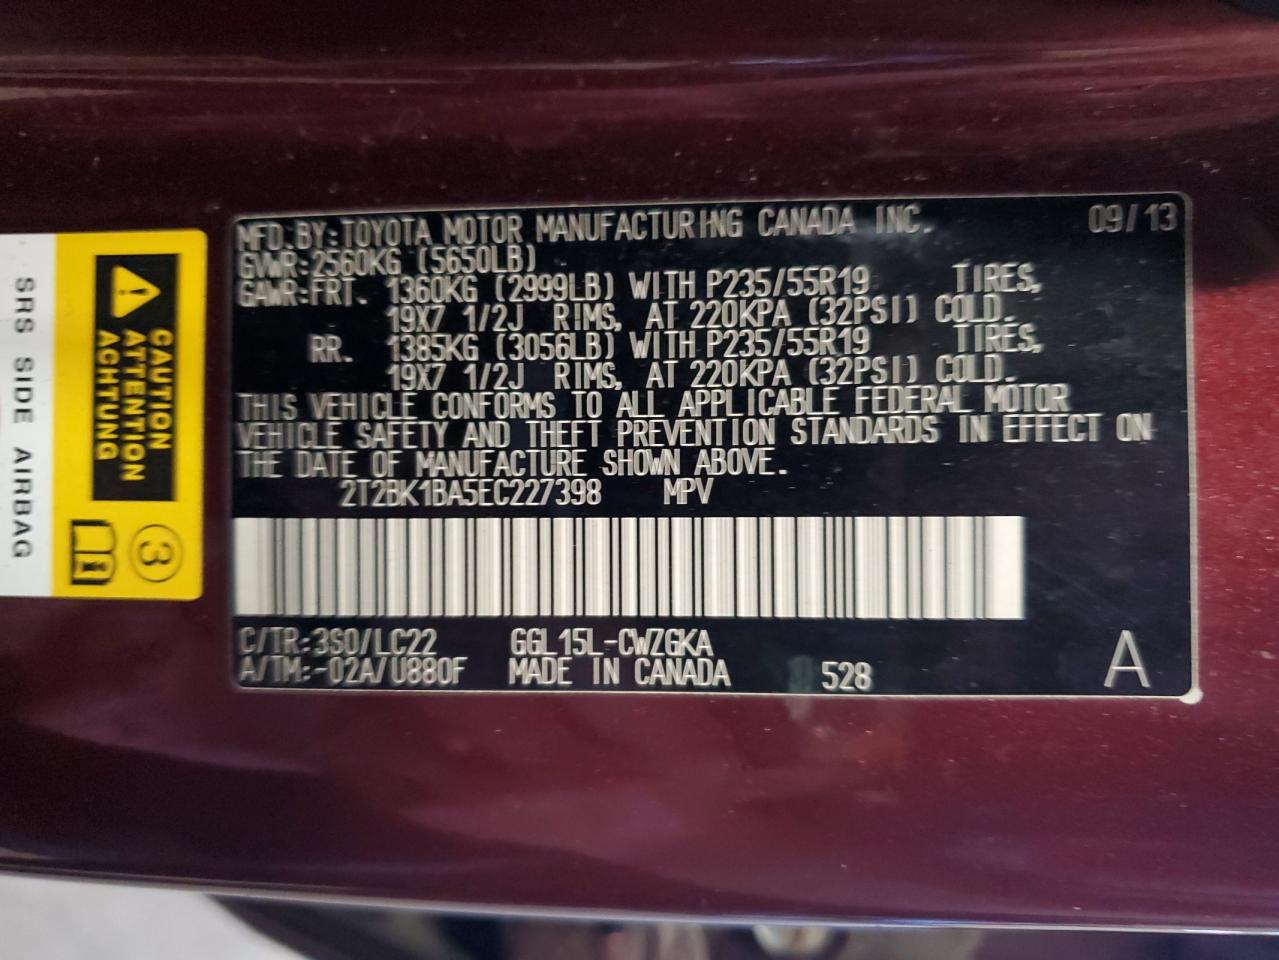 MFD.BY:TOYOTA MOTOR MANUFACTURING CANADA INC. 09/13
GVWR:2560KG (5650LB)
GAWR:FRT. 1360KG (2999LB) WITH P235/55R19 TIRES,
19X7 1/2J RIMS, AT 220KPA (32PSI) COLD.
RR. 1385KG (3056LB) WITH P235/55R19 TIRES,
19X7 1/2J RIMS, AT 220KPA (32PSI) COLD.
THIS VEHICLE CONFORMS TO ALL APPLICABLE FEDERAL MOTOR
VEHICLE SAFETY AND THEFT PREVENTION STANDARDS IN EFFECT ON
THE DATE OF MANUFACTURE SHOWN ABOVE.
2T2BK1BA5EC227398 MPV
C/TR:3S0/LC22 GGL15L-CWZGKA
A/TM:-02A/U880F MADE IN CANADA 528
A
CAUTION
ATTENTION
ACHTUNG
3
SRS SIDE AIRBAG